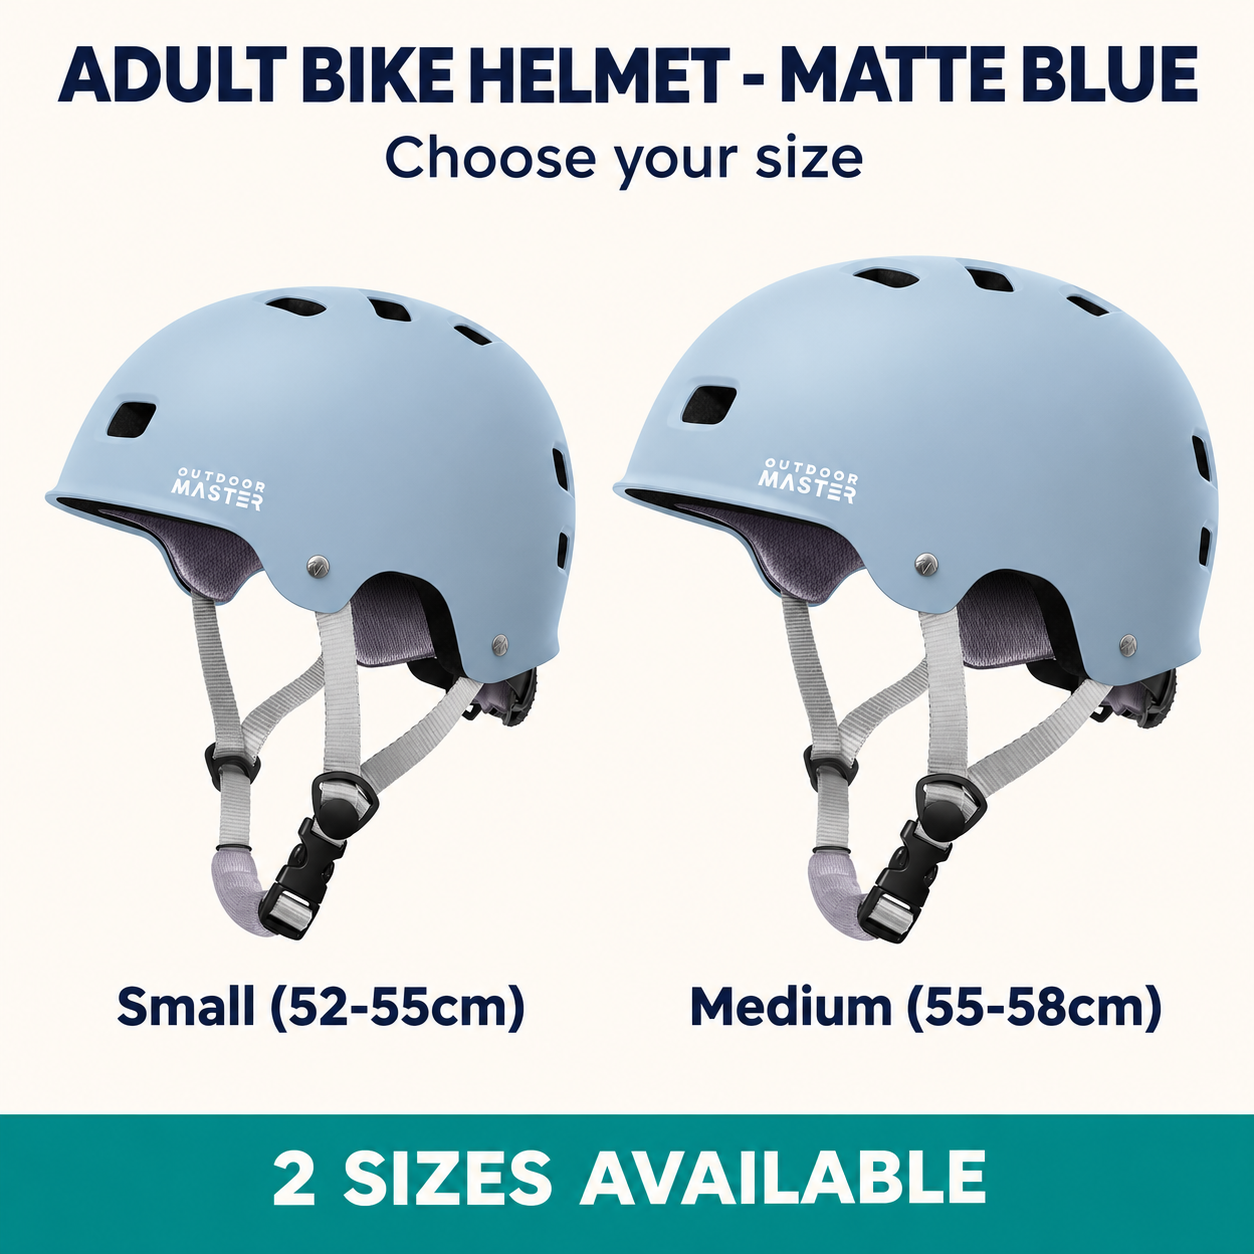 ADULT BIKE HELMET - MATTE BLUE
Choose your size
OUTDOOR
MASTER
OUTDOOR
MASTER
Small (52-55cm)
Medium (55-58cm)
2 SIZES AVAILABLE